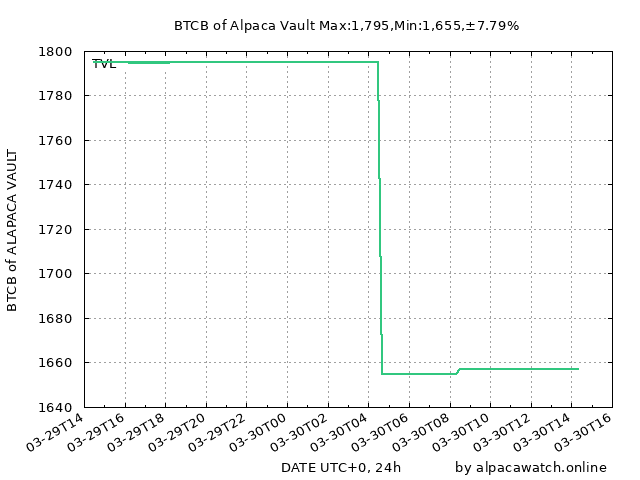 BTCB of Alpaca Vault Max:1,795,Min:1,655,±7.79%
BTCB of ALAPACA VAULT
1800
1780
1760
1740
1720
1700
1680
1660
1640
TVL
03-29T14
03-29T16
03-29T18
03-29T20
03-29T22
03-30T00
03-30T02
03-30T04
03-30T06
03-30T08
03-30T10
03-30T12
03-30T14
03-30T16
DATE UTC+0, 24h
by alpacawatch.online